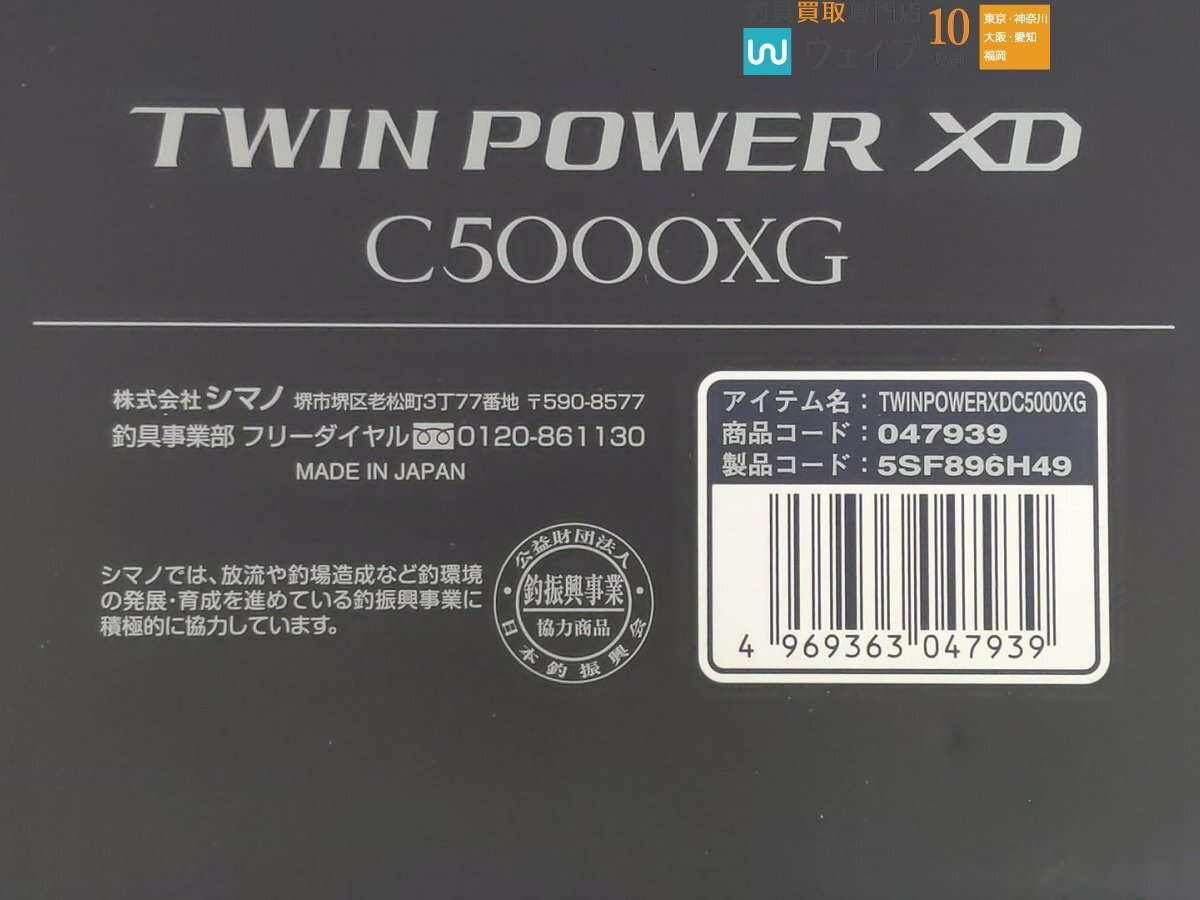 釣具買取専門店
ウェイブ
10
店舗
東京・神奈川
大阪・愛知
福岡
TWIN POWER XD
C5000XG
株式会社シマノ 堺市堺区老松町3丁77番地 〒590-8577
釣具事業部 フリーダイヤル 0120-861130
MADE IN JAPAN
シマノでは、放流や釣場造成など釣環境
の発展・育成を進めている釣振興事業に
積極的に協力しています。
公益財団法人
釣振興事業
協力商品
日本釣振興会
アイテム名：TWINPOWERXDC5000XG
商品コード：047939
製品コード：5SF896H49
4 969363 047939